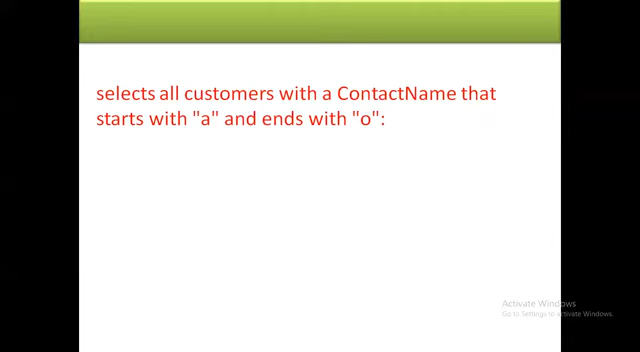 selects all customers with a ContactName that
starts with "a" and ends with "o":
Activate Windows
Go to Settings to activate Windows.